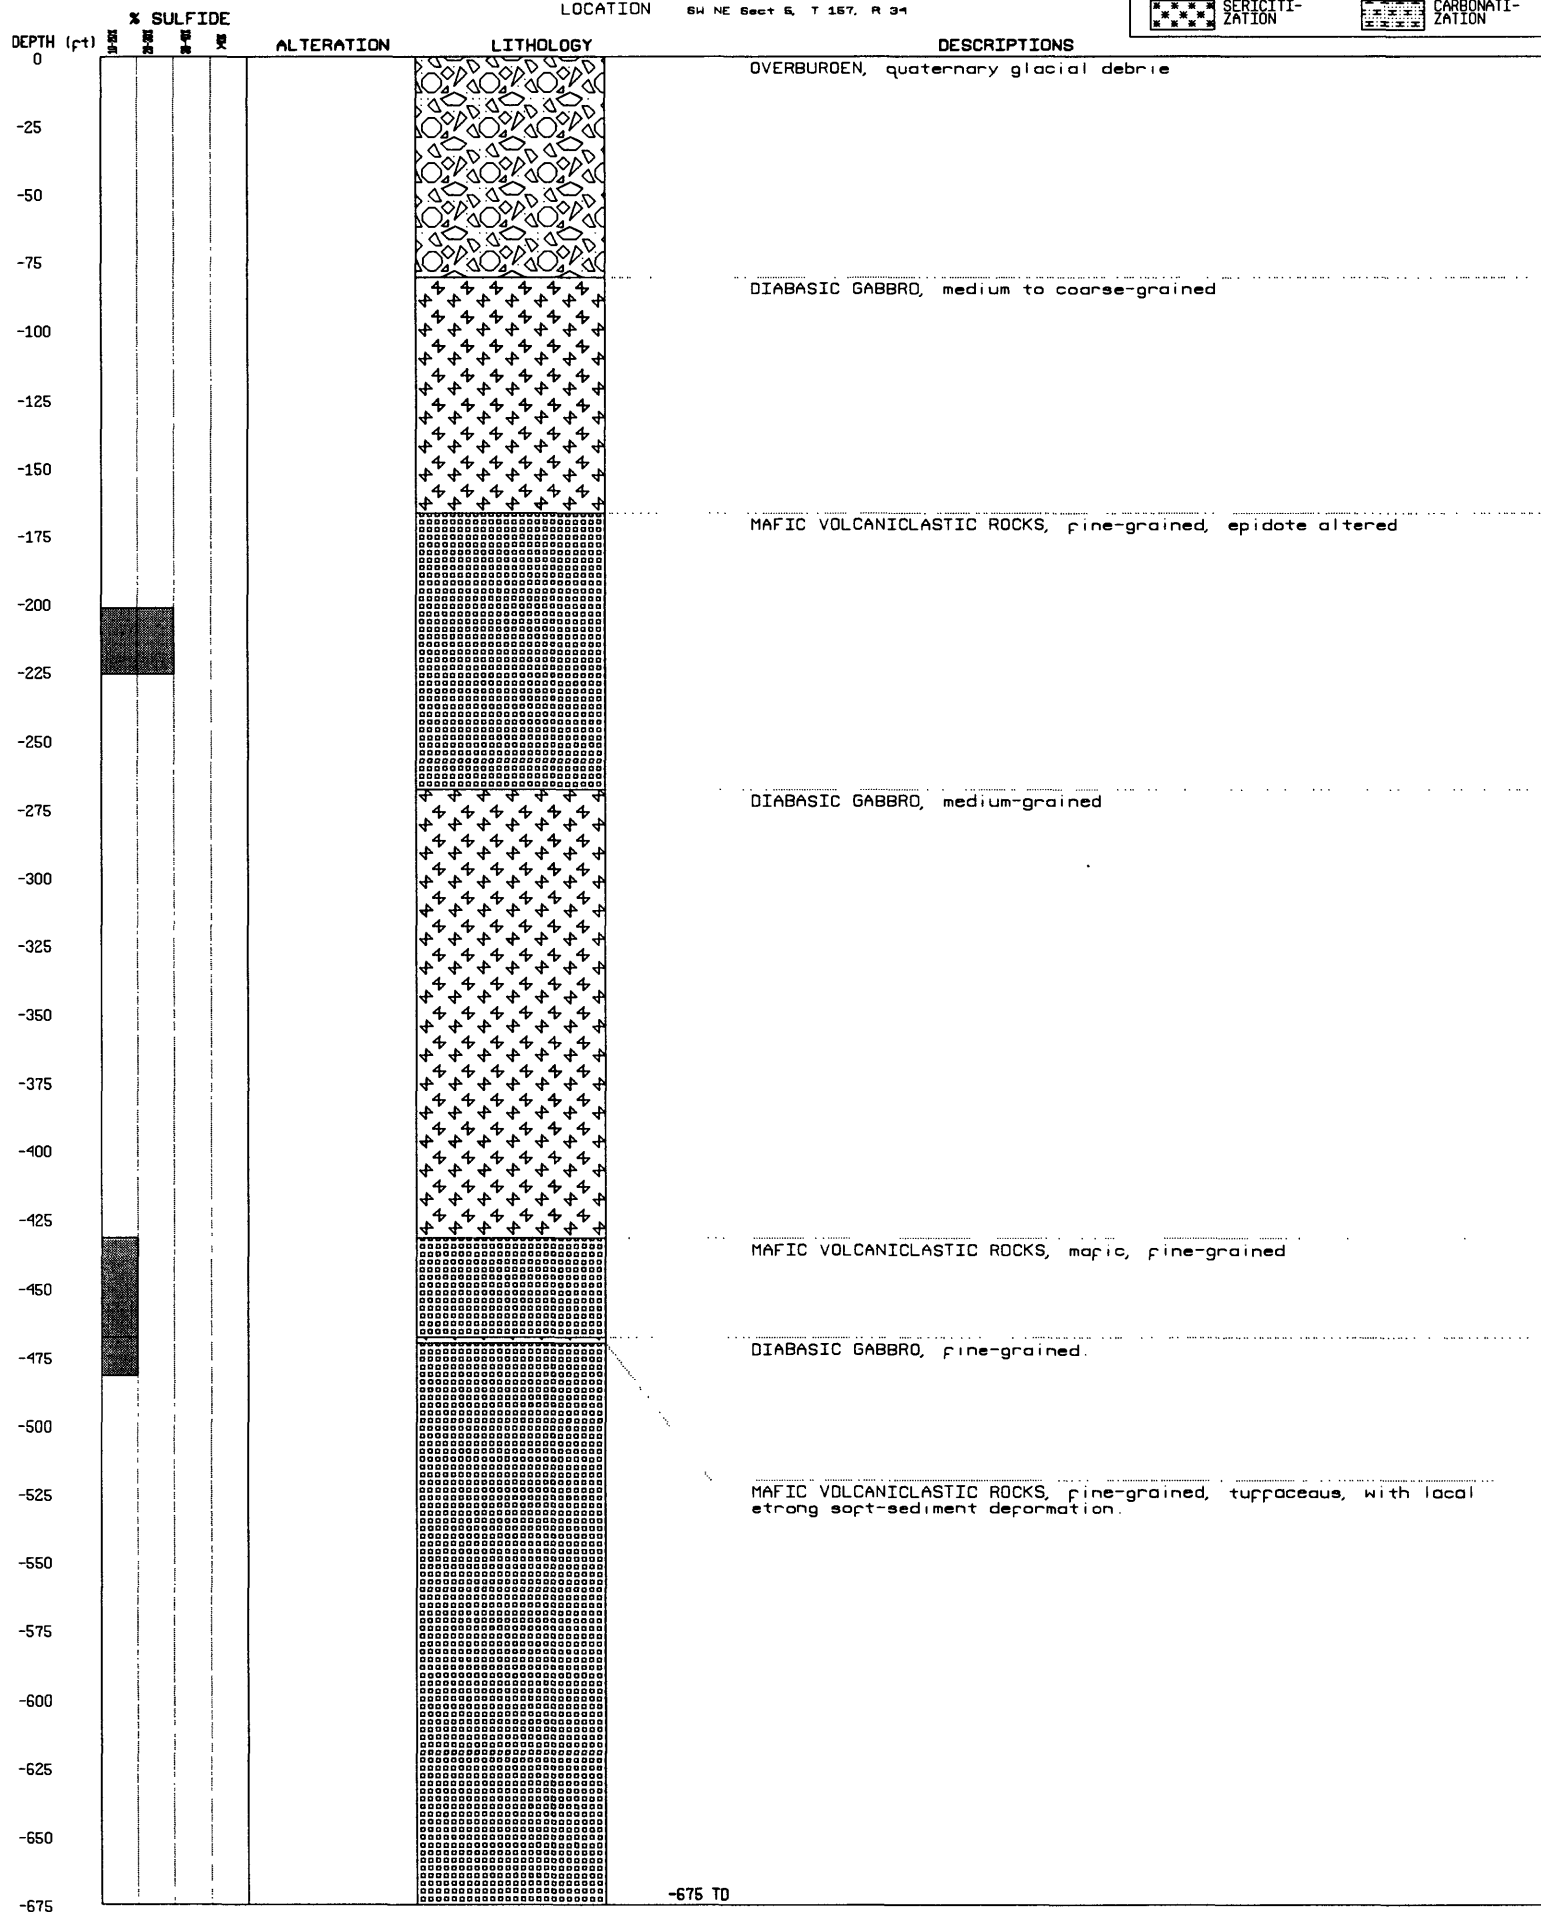 LOCATION SW NE Sect 5, T 157, R 34
SERICITI-
ZATION
CARBONATI-
ZATION
% SULFIDE
DEPTH (ft)
ALTERATION
LITHOLOGY
DESCRIPTIONS
0
OVERBURDEN, quaternary glacial debrie
-25
-50
-75
DIABASIC GABBRO, medium to coarse-grained
-100
-125
-150
MAFIC VOLCANICLASTIC ROCKS, fine-grained, epidote altered
-175
-200
-225
-250
DIABASIC GABBRO, medium-grained
-275
-300
-325
-350
-375
-400
-425
MAFIC VOLCANICLASTIC ROCKS, mafic, fine-grained
-450
DIABASIC GABBRO, fine-grained.
-475
-500
MAFIC VOLCANICLASTIC ROCKS, fine-grained, tuffaceaus, with lacal
-525
etrong soft-sediment deformation.
-550
-575
-600
-625
-650
-675 TD
-675